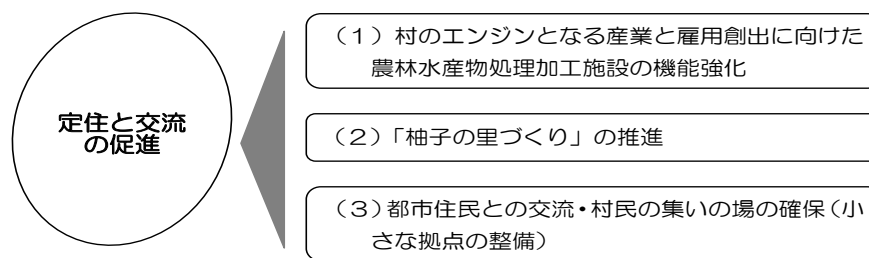 定住と交流
の促進
（１）村のエンジンとなる産業と雇用創出に向けた
農林水産物処理加工施設の機能強化
（２）「柚子の里づくり」の推進
（３）都市住民との交流・村民の集いの場の確保（小
さな拠点の整備）